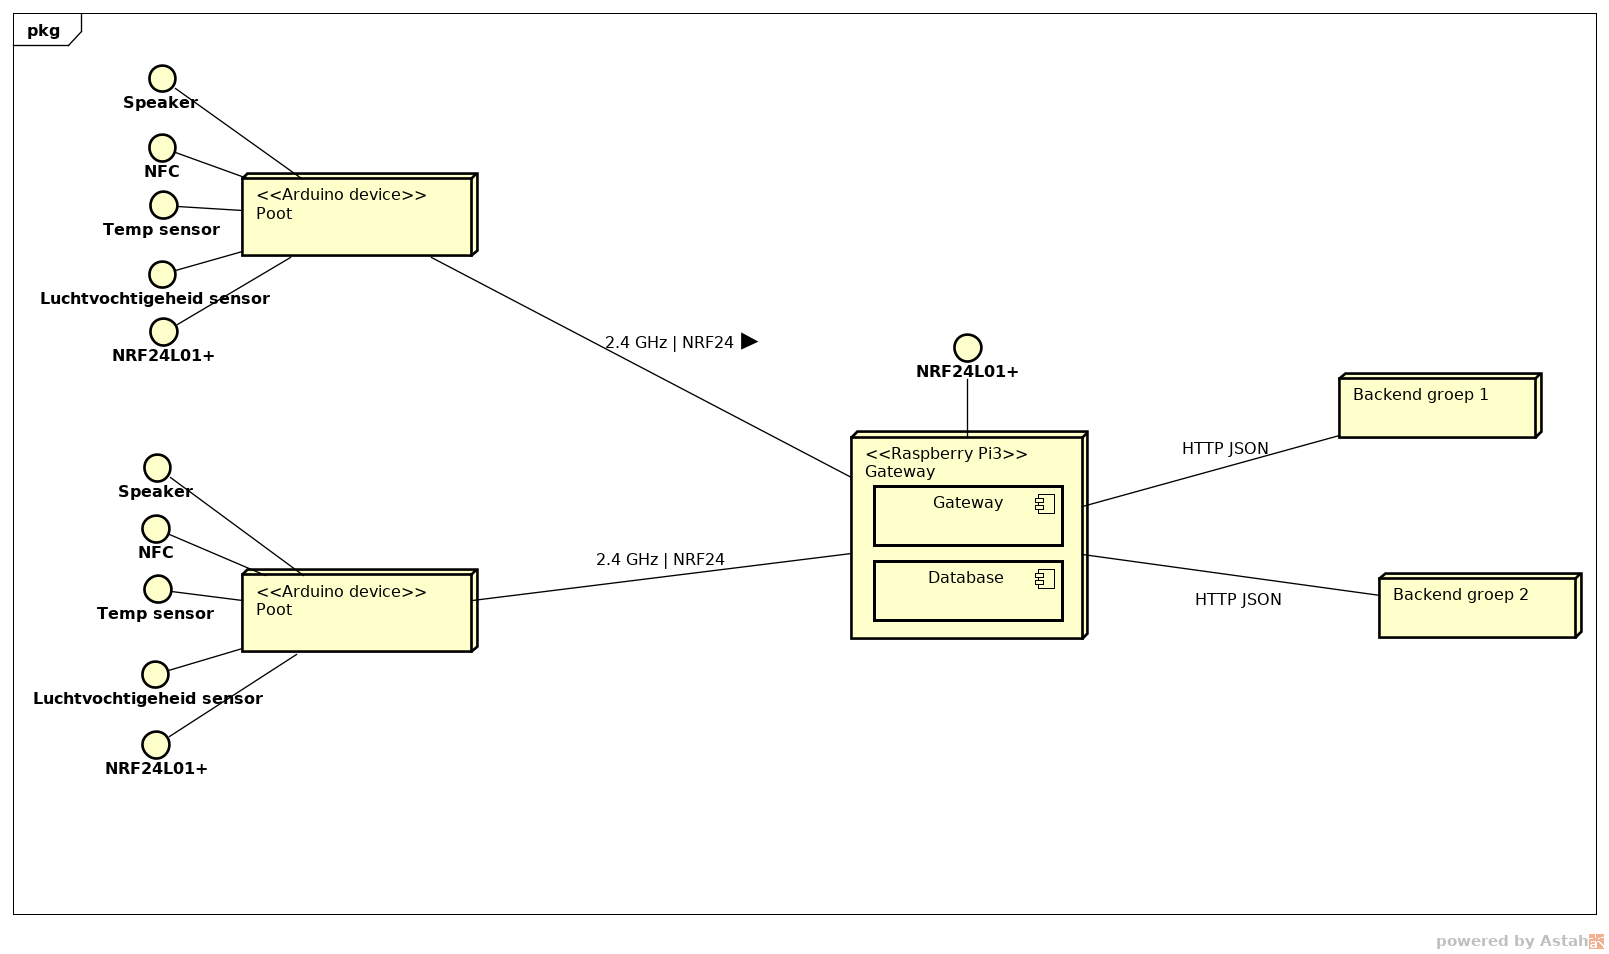 pkg
Speaker
NFC
Temp sensor
Luchtvochtigeheid sensor
NRF24L01+
<<Arduino device>>
Poot
2.4 GHz | NRF24
Speaker
NFC
Temp sensor
Luchtvochtigeheid sensor
NRF24L01+
<<Arduino device>>
Poot
2.4 GHz | NRF24
NRF24L01+
<<Raspberry Pi3>>
Gateway
Gateway
Database
HTTP JSON
Backend groep 1
HTTP JSON
Backend groep 2
powered by Astah